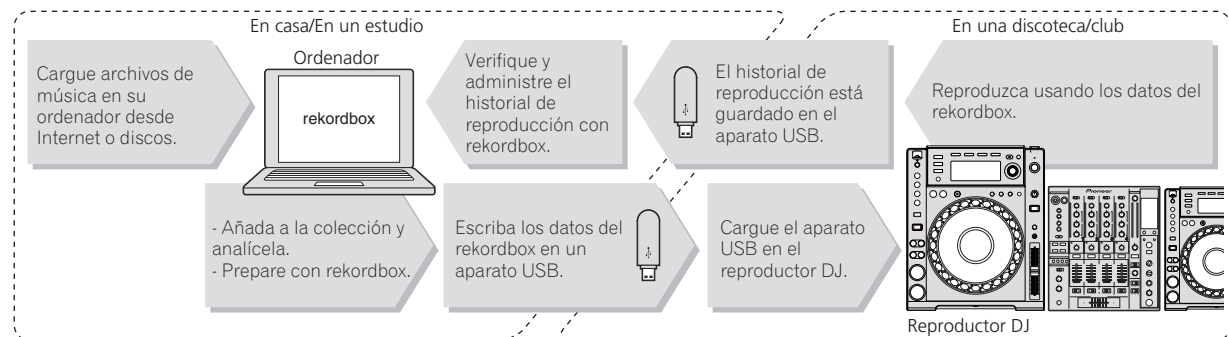 En casa/En un estudio
En una discoteca/club
Cargue archivos de
música en su
ordenador desde
Internet o discos.
Ordenador
rekordbox
Verifique y
administre el
historial de
reproducción con
rekordbox.
El historial de
reproducción está
guardado en el
aparato USB.
Reproduzca usando los datos del
rekordbox.
- Añada a la colección y
analícela.
- Prepare con rekordbox.
Escriba los datos del
rekordbox en un
aparato USB.
Cargue el aparato
USB en el
reproductor DJ.
Pioneer
Reproductor DJ